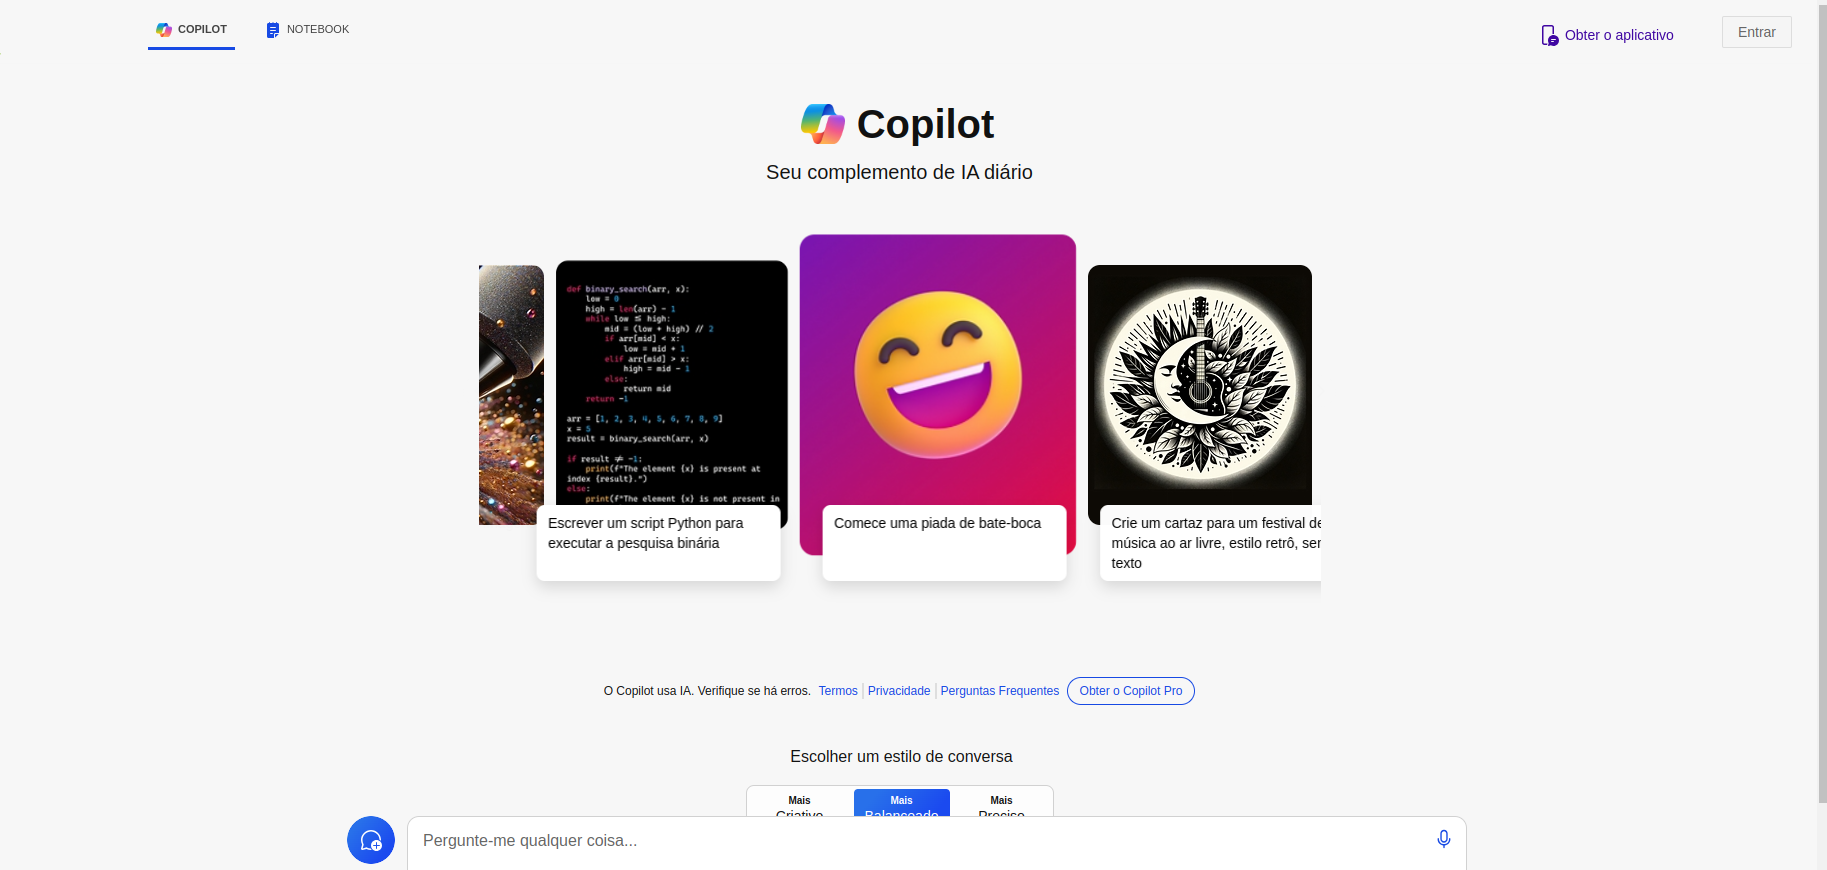 COPILOT
NOTEBOOK
Obter o aplicativo
Entrar
Copilot
Seu complemento de IA diário
def binary_search(arr, x):
low = 0
high = len(arr) - 1
while low ≤ high:
mid = (low + high) // 2
if arr[mid] < x:
low = mid + 1
elif arr[mid] > x:
high = mid - 1
else:
return mid
return -1
arr = [1, 2, 3, 4, 5, 6, 7, 8, 9]
x = 5
result = binary_search(arr, x)
if result ≠ -1:
print(f"The element {x} is present at
index {result}.")
else:
print(f"The element {x} is not present in
Escrever um script Python para
executar a pesquisa binária
Comece uma piada de bate-boca
Crie um cartaz para um festival de
música ao ar livre, estilo retrô, sem
texto
O Copilot usa IA. Verifique se há erros. Termos Privacidade Perguntas Frequentes Obter o Copilot Pro
Escolher um estilo de conversa
Mais
Criativo
Mais
Balanceado
Mais
Preciso
Pergunte-me qualquer coisa...